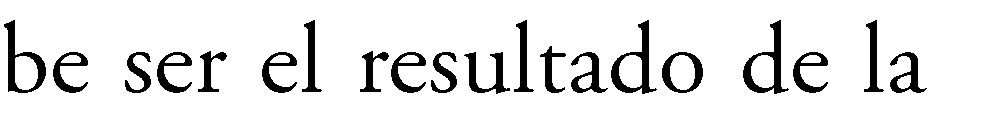 be ser el resultado de la